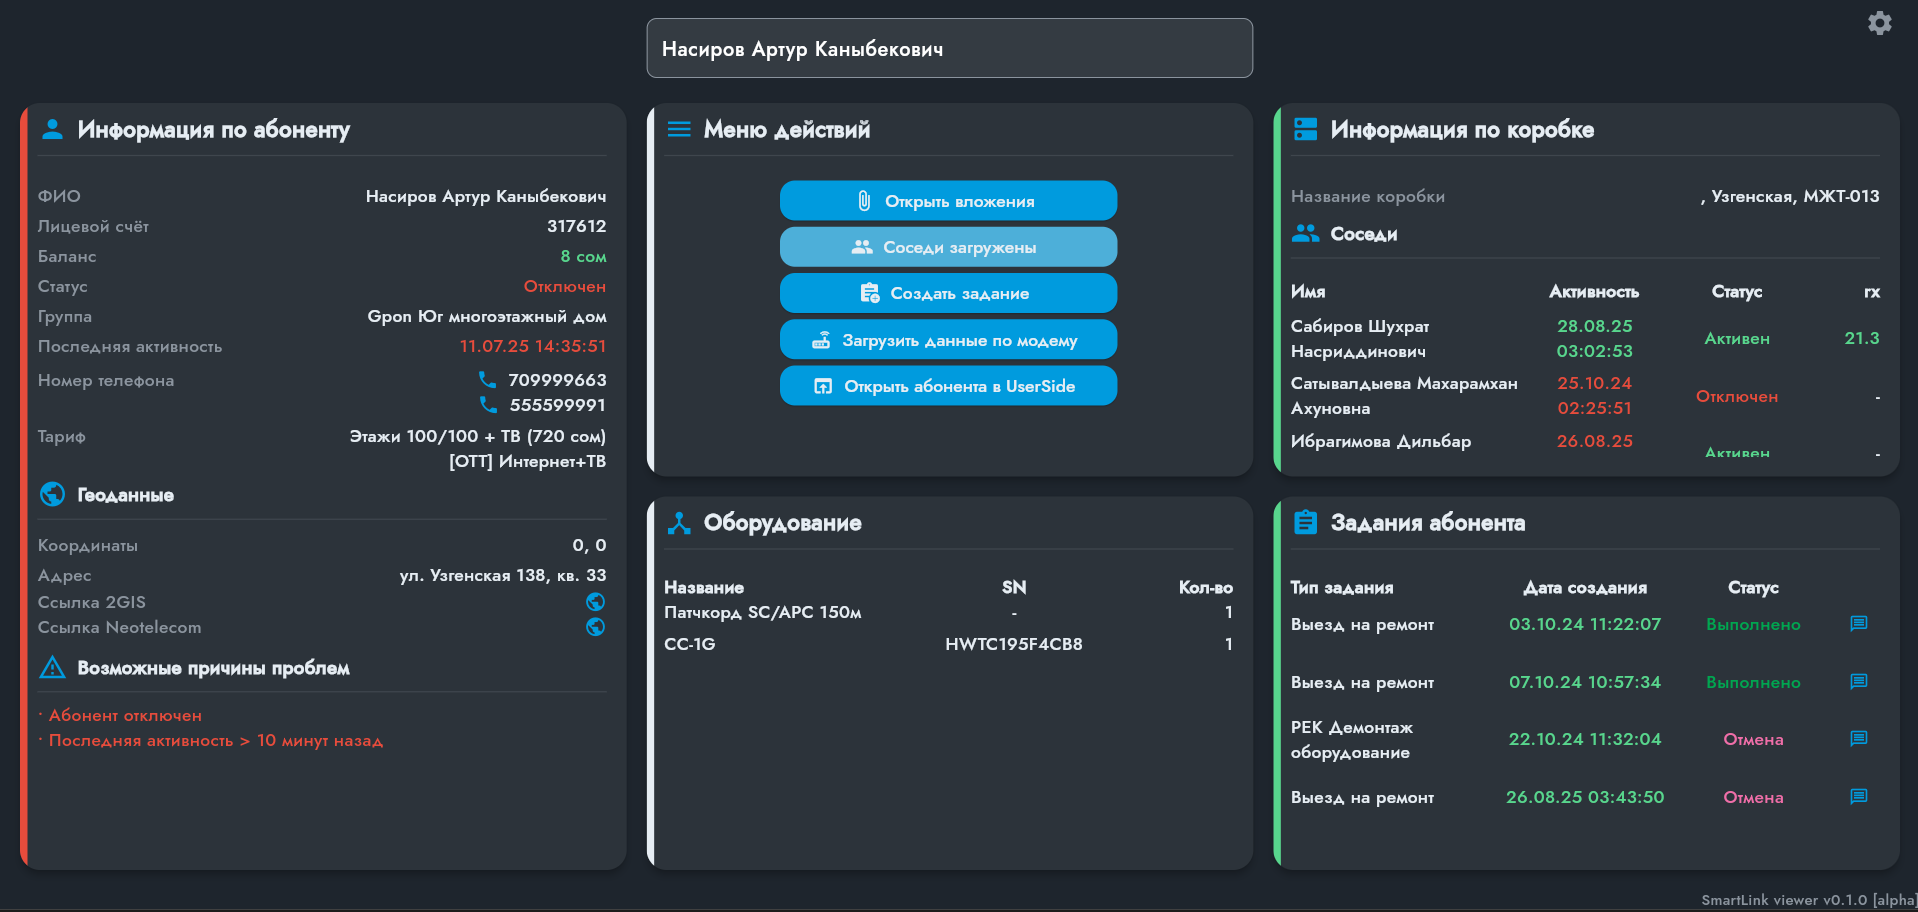 Насиров Артур Каныбекович
Информация по абоненту
ФИО Насиров Артур Каныбекович
Лицевой счёт 317612
Баланс 8 сом
Статус Отключен
Группа Gpon Юг многоэтажный дом
Последняя активность 11.07.25 14:35:51
Номер телефона 709999663
555599991
Тариф Этажи 100/100 + ТВ (720 сом)
[ОТТ] Интернет+ТВ
Геоданные
Координаты 0, 0
Адрес ул. Узгенская 138, кв. 33
Ссылка 2GIS
Ссылка Neotelecom
Возможные причины проблем
· Абонент отключен
· Последняя активность > 10 минут назад
Меню действий
Открыть вложения
Соседи загружены
Создать задание
Загрузить данные по модему
Открыть абонента в UserSide
Оборудование
Название SN Кол-во
Патчкорд SC/APC 150м - 1
CC-1G HWTC195F4CB8 1
Информация по коробке
Название коробки , Узгенская, МЖТ-013
Соседи
Имя Активность Статус rx
Сабиров Шухрат 28.08.25
Насриддинович 03:02:53 Активен 21.3
Сатывалдыева Махарамхан 25.10.24
Ахуновна 02:25:51 Отключен -
Ибрагимова Дильбар 26.08.25
Активен -
Задания абонента
Тип задания Дата создания Статус
Выезд на ремонт 03.10.24 11:22:07 Выполнено
Выезд на ремонт 07.10.24 10:57:34 Выполнено
РЕК Демонтаж
оборудование 22.10.24 11:32:04 Отмена
Выезд на ремонт 26.08.25 03:43:50 Отмена
SmartLink viewer v0.1.0 [alpha]